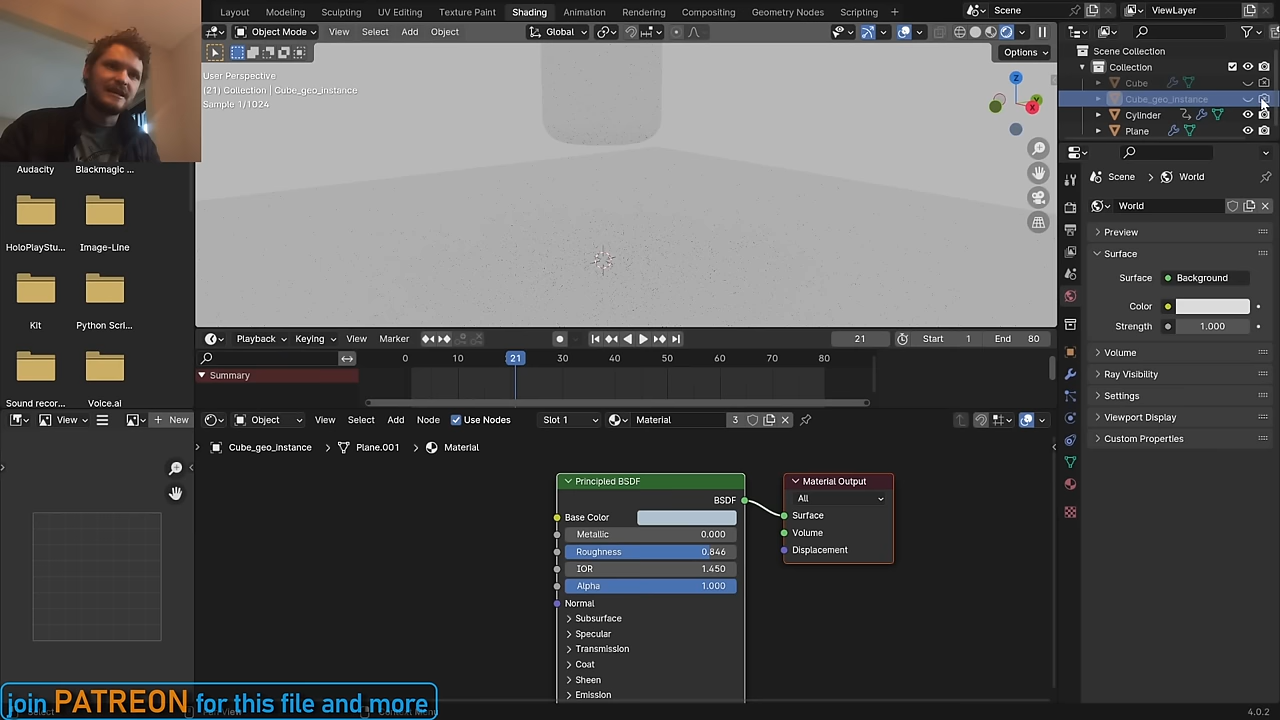 Layout Modeling Sculpting UV Editing Texture Paint Shading Animation Rendering Compositing Geometry Nodes Scripting +
Scene
ViewLayer
Object Mode View Select Add Object
Global
Options
User Perspective
(21) Collection | Cube_geo_instance
Sample 1/1024
Z
X
Scene Collection
Collection
Cube
Cube_geo_instance
Cylinder
Plane
Audacity
Blackmagic ...
HoloPlayStu...
Image-Line
Kit
Python Scri...
Sound recor...
Voice.ai
Scene > World
World
Preview
Surface
Surface
Background
Color
Strength
1.000
Volume
Ray Visibility
Settings
Viewport Display
Custom Properties
Playback Keying View Marker
21
Start 1
End 80
0 10 21 30 40 50 60 70 80
Summary
View
New
Object View Select Add Node Use Nodes Slot 1 Material 3
Cube_geo_instance > Plane.001 > Material
Principled BSDF
BSDF
Base Color
Metallic 0.000
Roughness 0.846
IOR 1.450
Alpha 1.000
Normal
Subsurface
Specular
Transmission
Coat
Sheen
Emission
Material Output
All
Surface
Volume
Displacement
join PATREON for this file and more
4.0.2